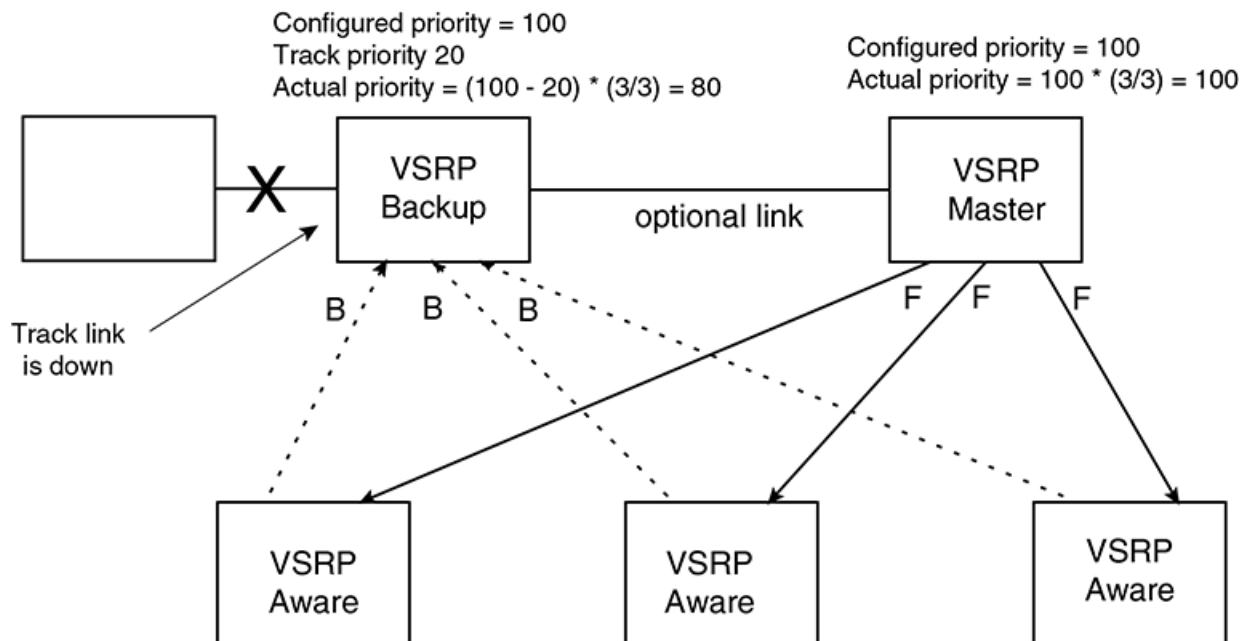 Configured priority = 100
Track priority 20
Actual priority = (100 - 20) * (3/3) = 80
Configured priority = 100
Actual priority = 100 * (3/3) = 100
X
VSRP
Backup
optional link
VSRP
Master
Track link
is down
B
B
B
F
F
F
VSRP
Aware
VSRP
Aware
VSRP
Aware